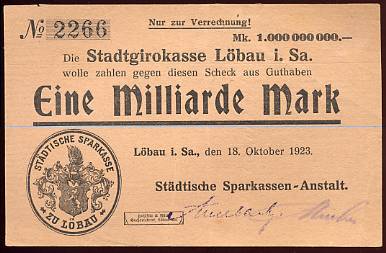 № 2266
Nur zur Verrechnung!
Mk. 1.000 000 000.—
Die Stadtgirokasse Löbau i. Sa.
wolle zahlen gegen diesen Scheck aus Guthaben
Eine Milliarde Mark
Löbau i. Sa., den 18. Oktober 1923.
Städtische Sparkassen-Anstalt.
STÄDTISCHE SPARKASSE
ZU LÖBAU